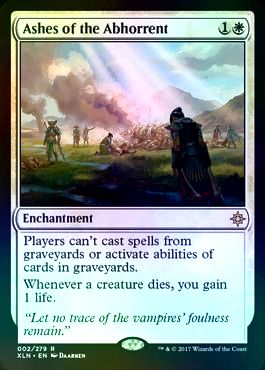 Ashes of the Abhorrent 1
Enchantment
Players can't cast spells from
graveyards or activate abilities of
cards in graveyards.
Whenever a creature dies, you gain
1 life.
"Let no trace of the vampires' foulness
remain."
002/279 R
XLN • EN Daarken
™ & © 2017 Wizards of the Coast